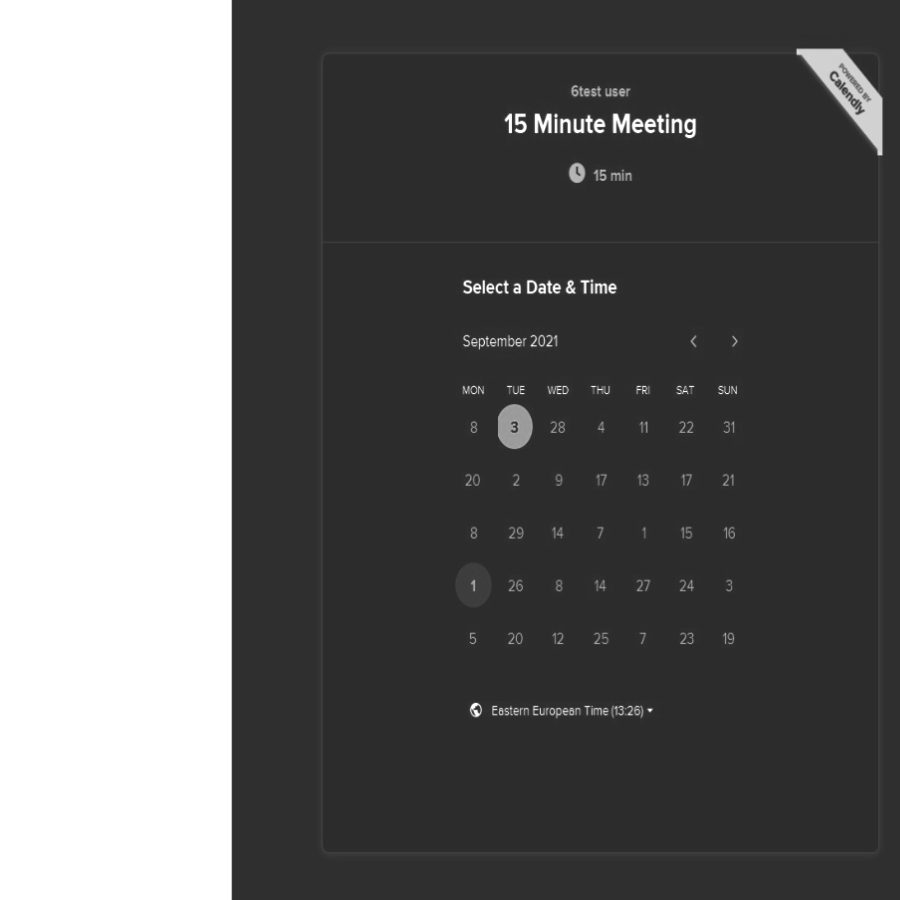 POWERED BY
Calendly
6test user
15 Minute Meeting
15 min
Select a Date & Time
September 2021
MON TUE WED THU FRI SAT SUN
8 3 28 4 11 22 31
20 2 9 17 13 17 21
8 29 14 7 1 15 16
1 26 8 14 27 24 3
5 20 12 25 7 23 19
Eastern European Time (13:26)